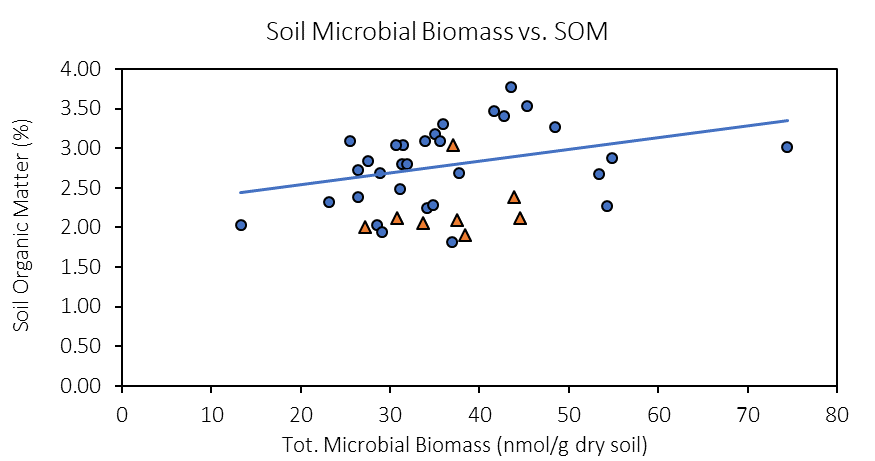 Soil Microbial Biomass vs. SOM
Soil Organic Matter (%)
4.00
3.50
3.00
2.50
2.00
1.50
1.00
0.50
0.00
0 10 20 30 40 50 60 70 80
Tot. Microbial Biomass (nmol/g dry soil)